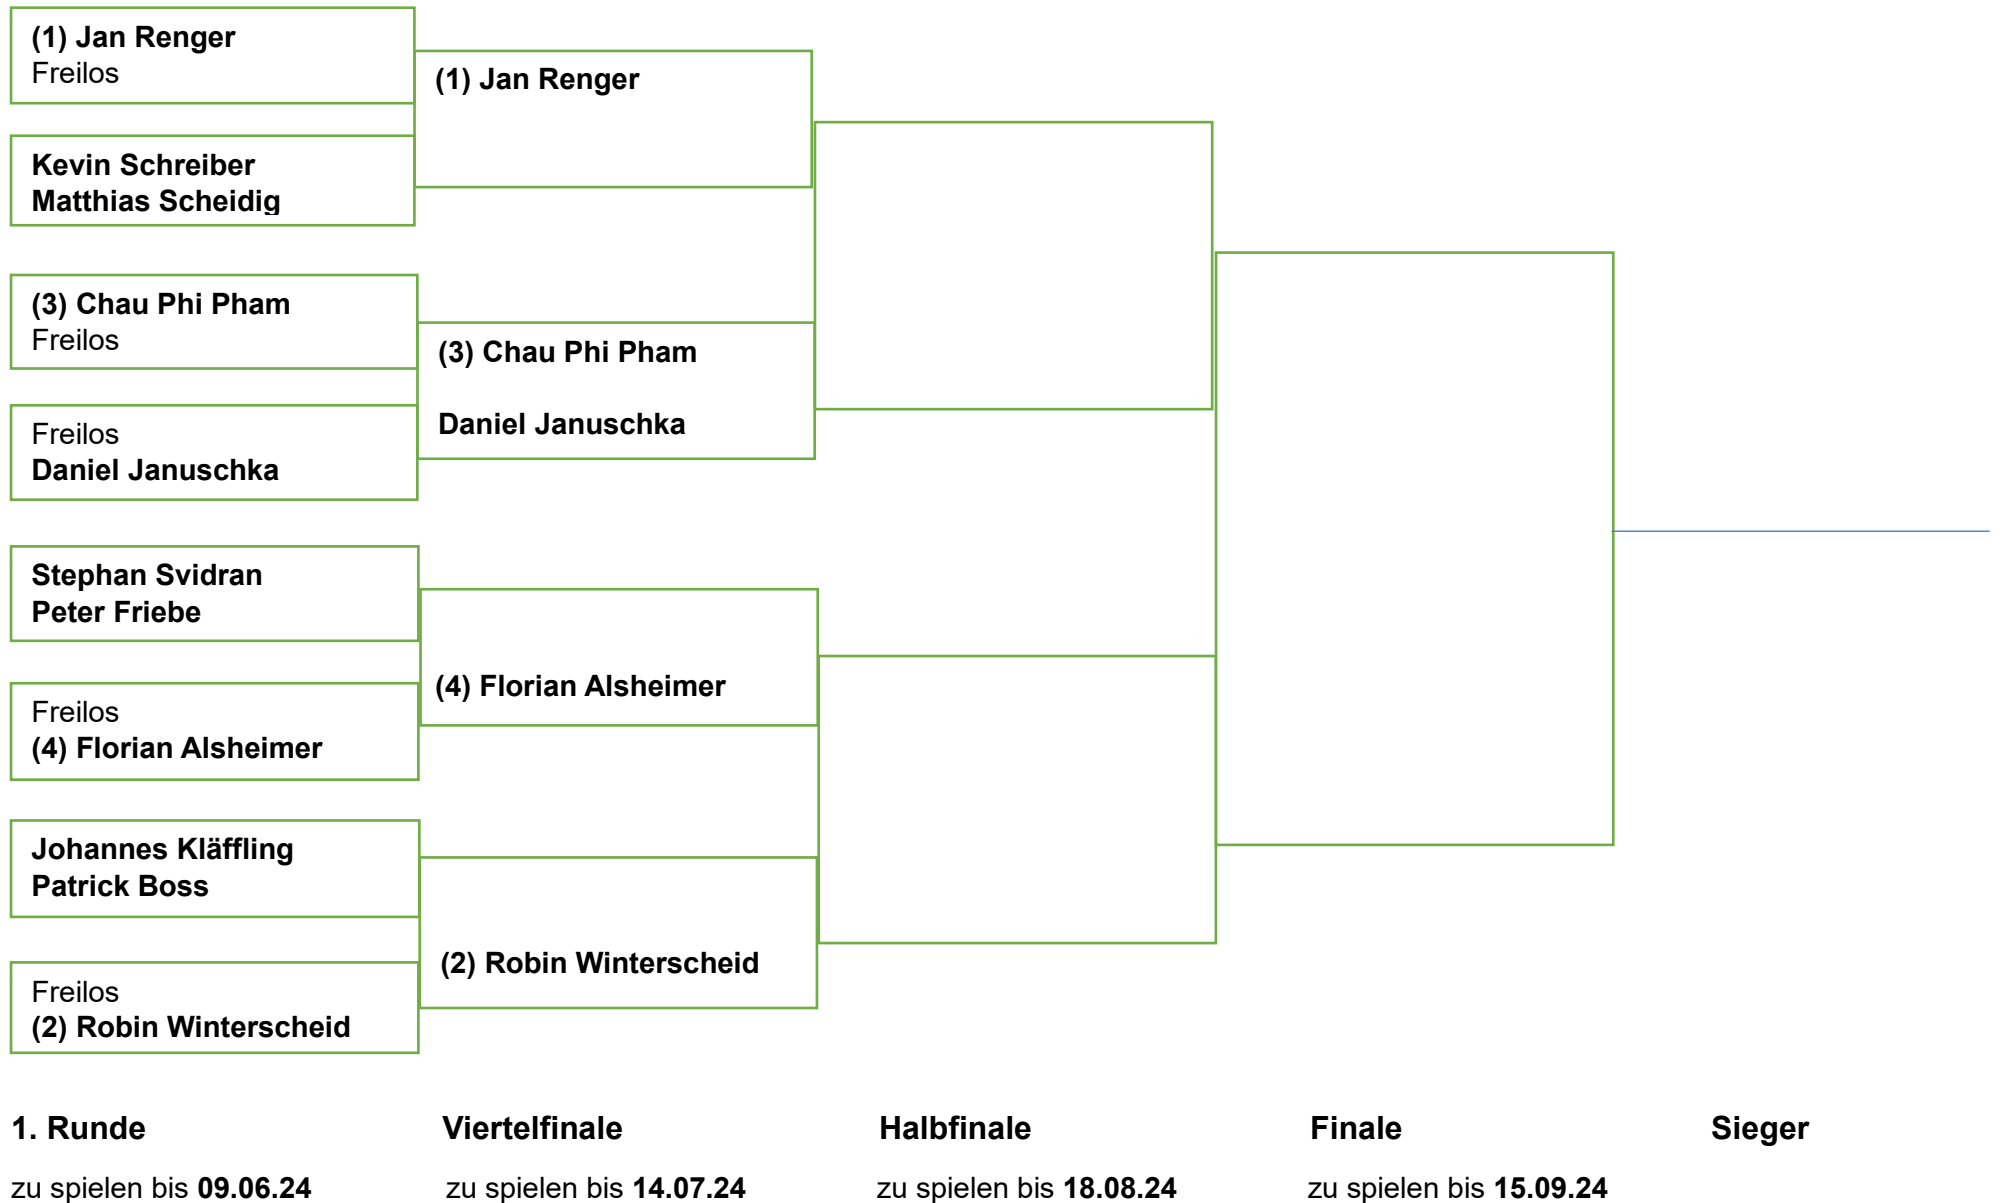 (1) Jan Renger
Freilos
Kevin Schreiber
Matthias Scheidig
(3) Chau Phi Pham
Freilos
Freilos
Daniel Januschka
Stephan Svidran
Peter Friebe
Freilos
(4) Florian Alsheimer
Johannes Kläffling
Patrick Boss
Freilos
(2) Robin Winterscheid
(1) Jan Renger
(3) Chau Phi Pham
Daniel Januschka
(4) Florian Alsheimer
(2) Robin Winterscheid
1. Runde
Viertelfinale
Halbfinale
Finale
Sieger
zu spielen bis 09.06.24
zu spielen bis 14.07.24
zu spielen bis 18.08.24
zu spielen bis 15.09.24